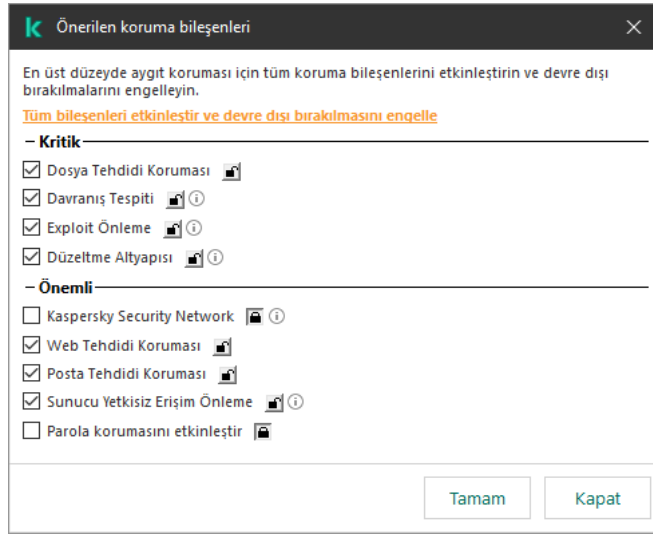 Önerilen koruma bileşenleri
En üst düzeyde aygıt koruması için tüm koruma bileşenlerini etkinleştirin ve devre dışı
bırakılmalarını engelleyin.
Tüm bileşenleri etkinleştir ve devre dışı bırakılmasını engelle
Kritik
Dosya Tehdidi Koruması
Davranış Tespiti
Exploit Önleme
Düzeltme Altyapısı
Önemli
Kaspersky Security Network
Web Tehdidi Koruması
Posta Tehdidi Koruması
Sunucu Yetkisiz Erişim Önleme
Parola korumasını etkinleştir
Tamam Kapat